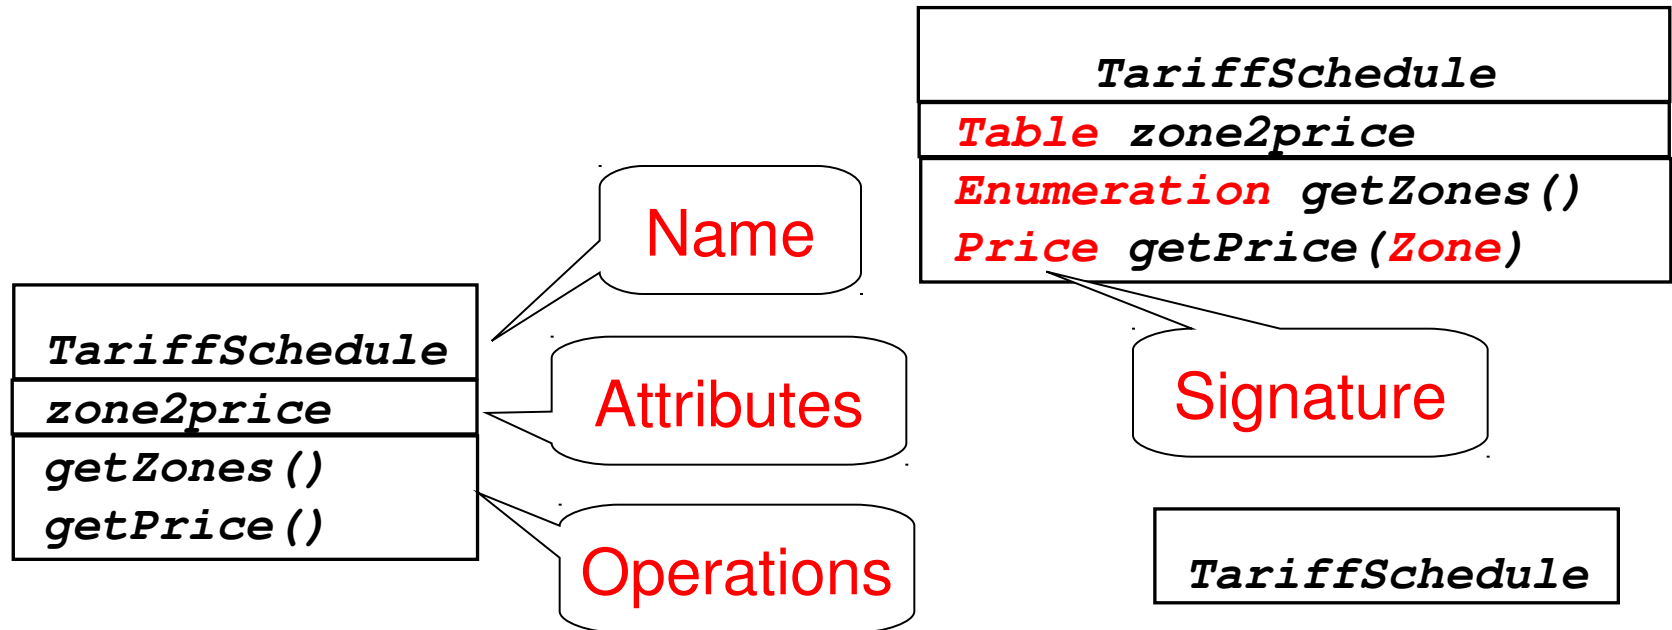 TariffSchedule
zone2price
getZones()
getPrice()
Name
Attributes
Operations
TariffSchedule
Table zone2price
Enumeration getZones()
Price getPrice(Zone)
Signature
TariffSchedule